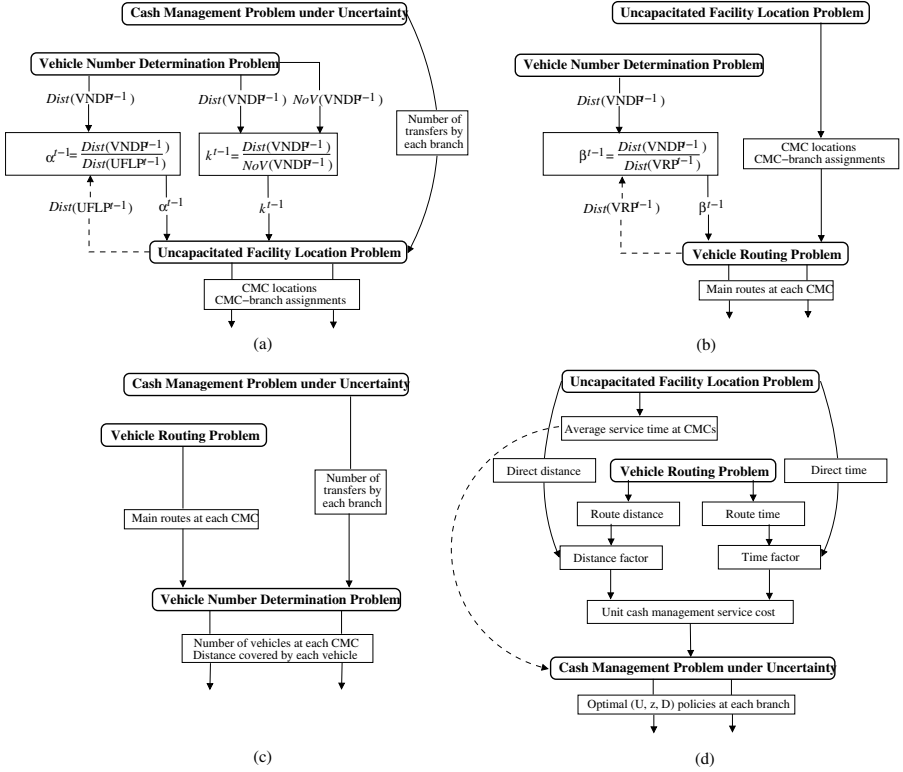 Cash Management Problem under Uncertainty
Vehicle Number Determination Problem
Dist(VNDP^t−1)
Dist(VNDP^t−1)
NoV(VNDP^t−1)
Number of
transfers by
each branch
α^t−1 = Dist(VNDP^t−1) / Dist(UFLP^t−1)
k^t−1 = Dist(VNDP^t−1) / NoV(VNDP^t−1)
Dist(UFLP^t−1)
α^t−1
k^t−1
Uncapacitated Facility Location Problem
CMC locations
CMC−branch assignments
(a)
Uncapacitated Facility Location Problem
Vehicle Number Determination Problem
Dist(VNDP^t−1)
β^t−1 = Dist(VNDP^t−1) / Dist(VRP^t−1)
CMC locations
CMC−branch assignments
Dist(VRP^t−1)
β^t−1
Vehicle Routing Problem
Main routes at each CMC
(b)
Cash Management Problem under Uncertainty
Vehicle Routing Problem
Number of
transfers by
each branch
Main routes at each CMC
Vehicle Number Determination Problem
Number of vehicles at each CMC
Distance covered by each vehicle
(c)
Uncapacitated Facility Location Problem
Average service time at CMCs
Direct distance
Vehicle Routing Problem
Direct time
Route distance
Route time
Distance factor
Time factor
Unit cash management service cost
Cash Management Problem under Uncertainty
Optimal (U, z, D) policies at each branch
(d)